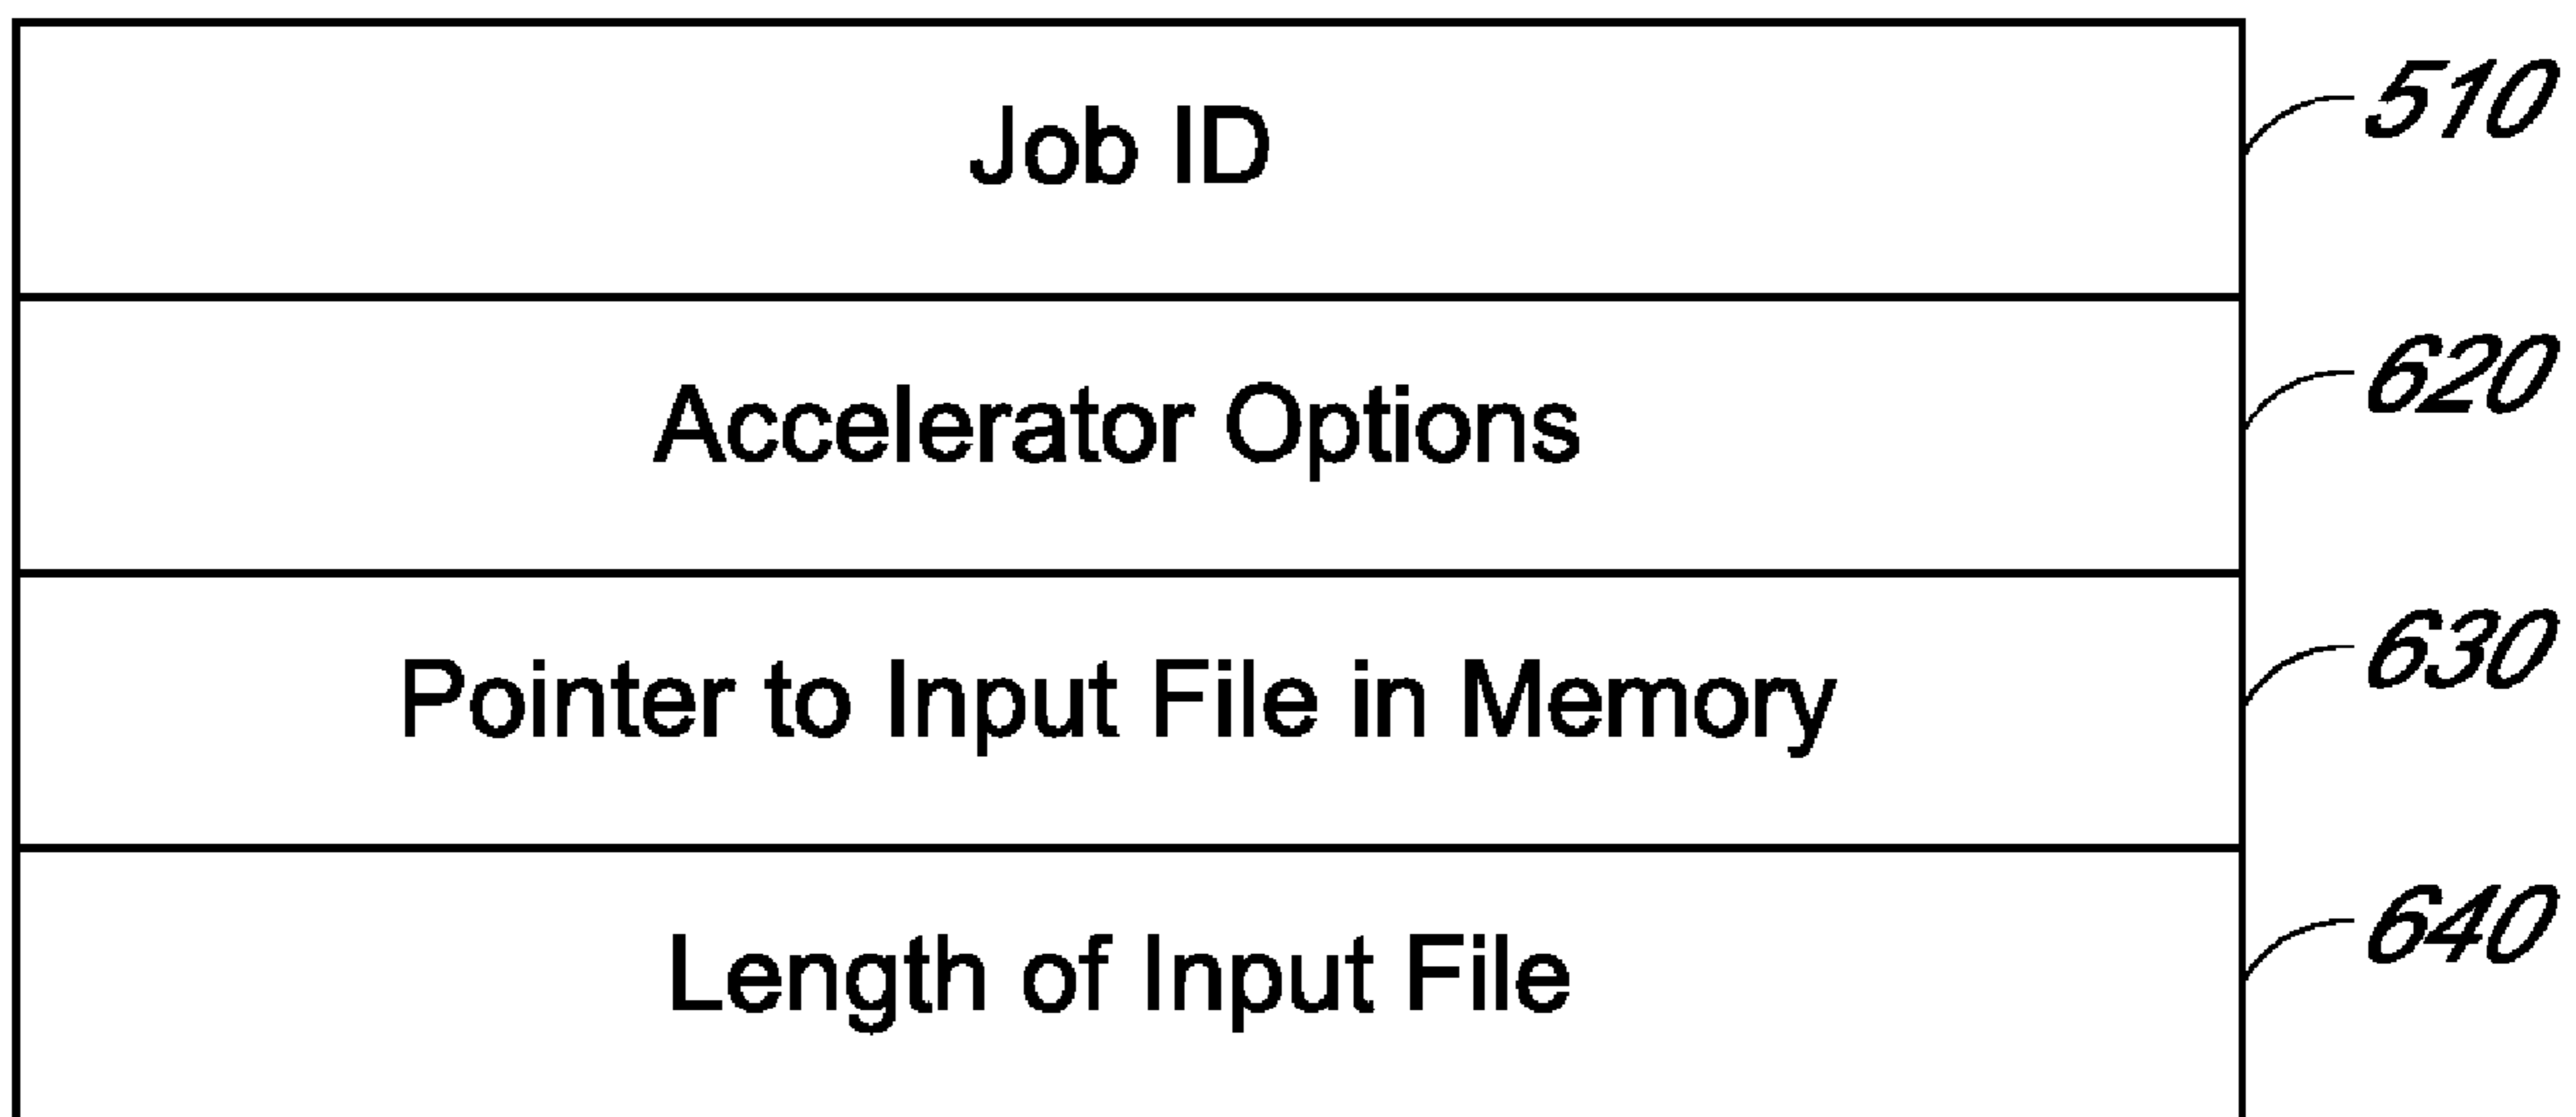 Job ID 510
Accelerator Options 620
Pointer to Input File in Memory 630
Length of Input File 640